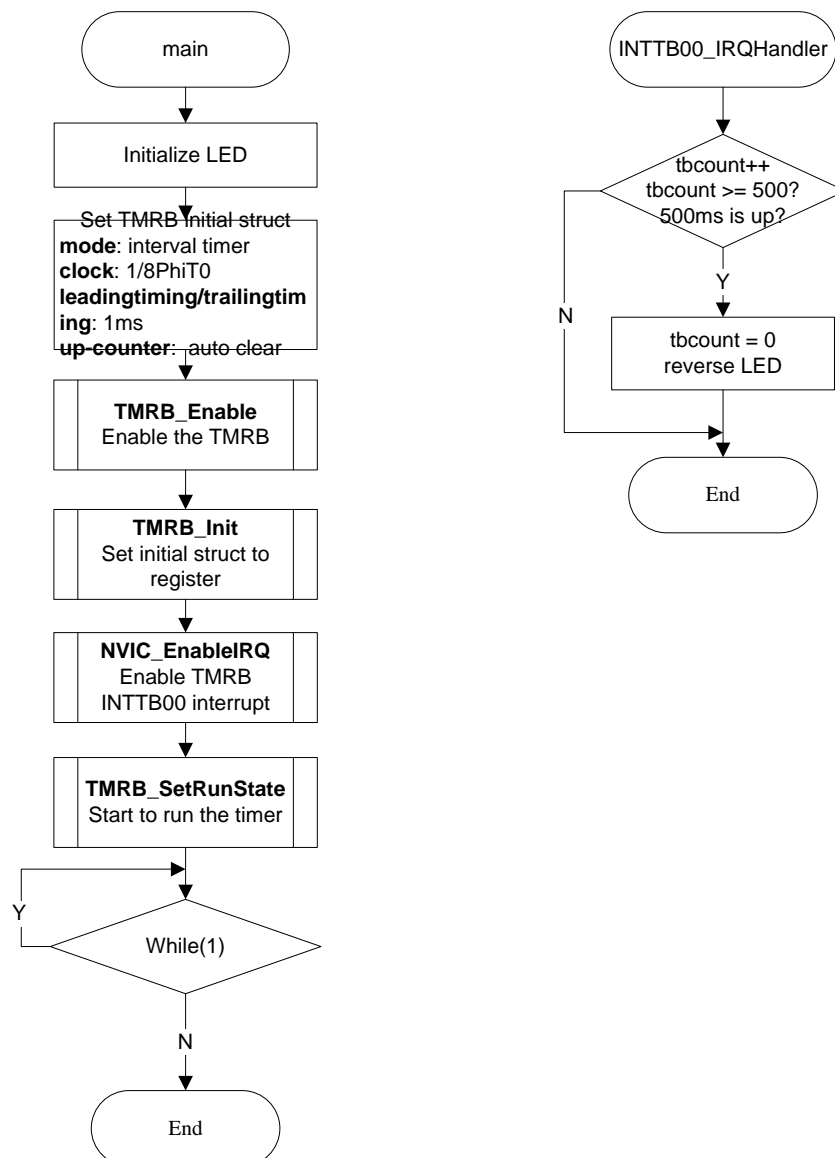 main
Initialize LED
Set TMRB initial struct
mode: interval timer
clock: 1/8PhiT0
leadingtiming/trailingtim
ing: 1ms
up-counter: auto clear
TMRB_Enable
Enable the TMRB
TMRB_Init
Set initial struct to
register
NVIC_EnableIRQ
Enable TMRB
INTTB00 interrupt
TMRB_SetRunState
Start to run the timer
Y
While(1)
N
End
INTTB00_IRQHandler
tbcount++
tbcount >= 500?
500ms is up?
Y
N
tbcount = 0
reverse LED
End